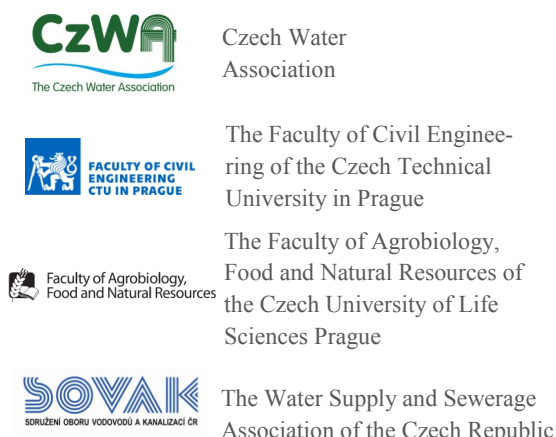 CzWA
The Czech Water Association
Czech Water
Association
FACULTY OF CIVIL
ENGINEERING
CTU IN PRAGUE
The Faculty of Civil Enginee-
ring of the Czech Technical
University in Prague
Faculty of Agrobiology,
Food and Natural Resources
The Faculty of Agrobiology,
Food and Natural Resources of
the Czech University of Life
Sciences Prague
SOVAK
SDRUŽENÍ OBORU VODOVODŮ A KANALIZACÍ ČR
The Water Supply and Sewerage
Association of the Czech Republic